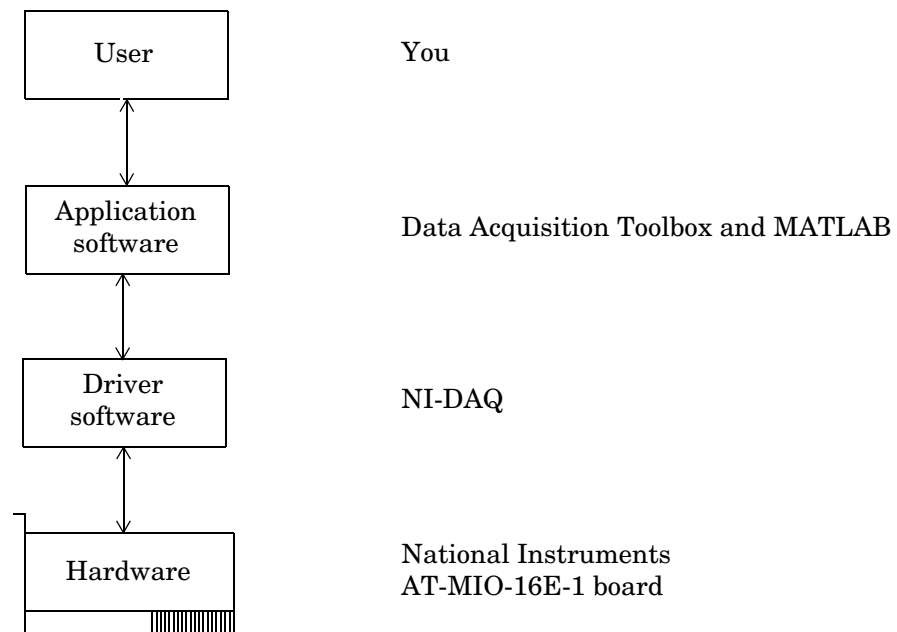 User
You
Application
software
Data Acquisition Toolbox and MATLAB
Driver
software
NI-DAQ
Hardware
National Instruments
AT-MIO-16E-1 board